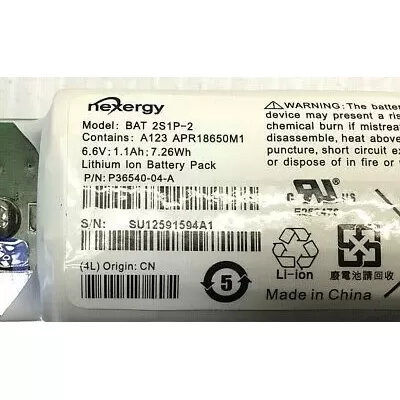 nexergy
Model: BAT 2S1P-2
Contains: A123 APR18650M1
6.6V: 1.1Ah: 7.26Wh
Lithium Ion Battery Pack
P/N: P36540-04-A
S/N: SU12591594A1
(4L) Origin: CN
WARNING: The batte
device may present a ris
chemical burn if mistreat
disassemble, heat above
puncture, short circuit o
or dispose of in fire or w
c US
5
Li-ion
廢電池請回收
Made in China